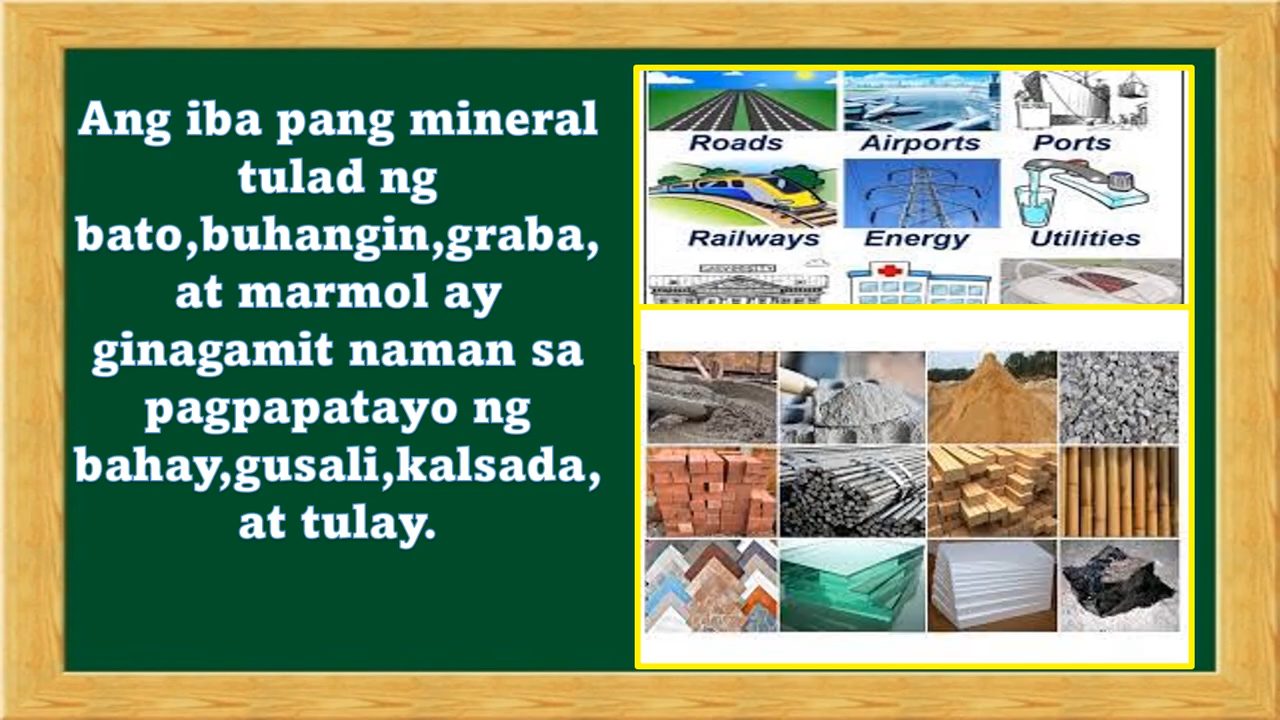 Ang iba pang mineral
tulad ng
bato,buhangin,graba,
at marmol ay
ginagamit naman sa
pagpapatayo ng
bahay,gusali,kalsada,
at tulay.
Roads Airports Ports
Railways Energy Utilities
UNIVERSITY